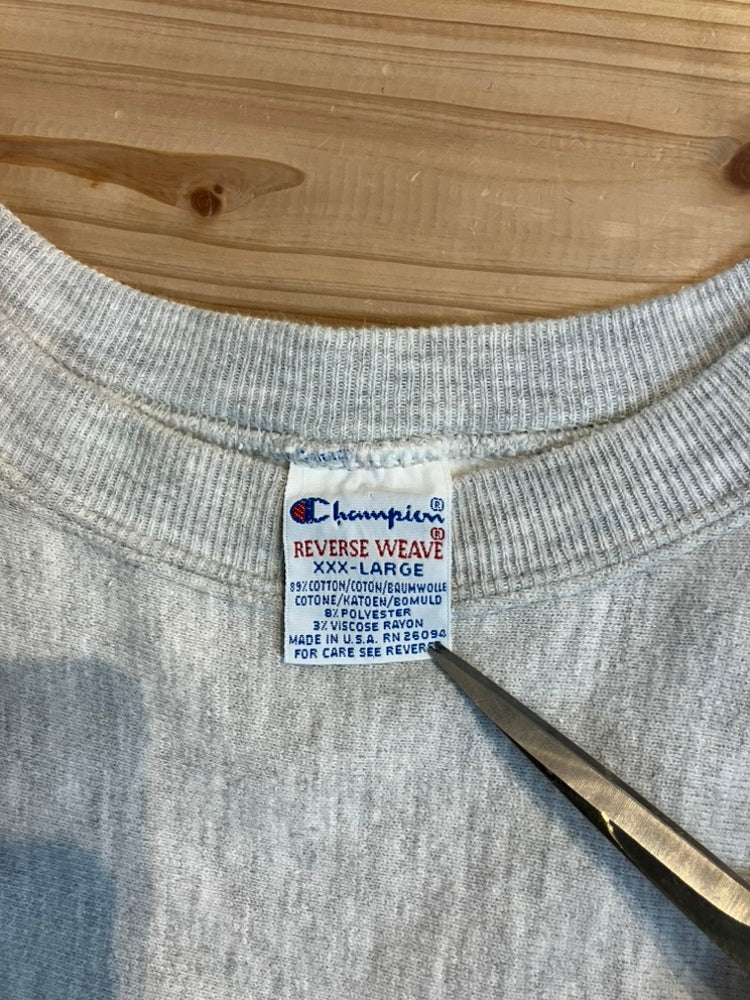 Champion®
REVERSE WEAVE®
XXX-LARGE
89% COTTON/COTON/BAUMWOLLE
COTONE/KATOEN/BOMULD
8% POLYESTER
3% VISCOSE RAYON
MADE IN U.S.A. RN 26094
FOR CARE SEE REVERSE